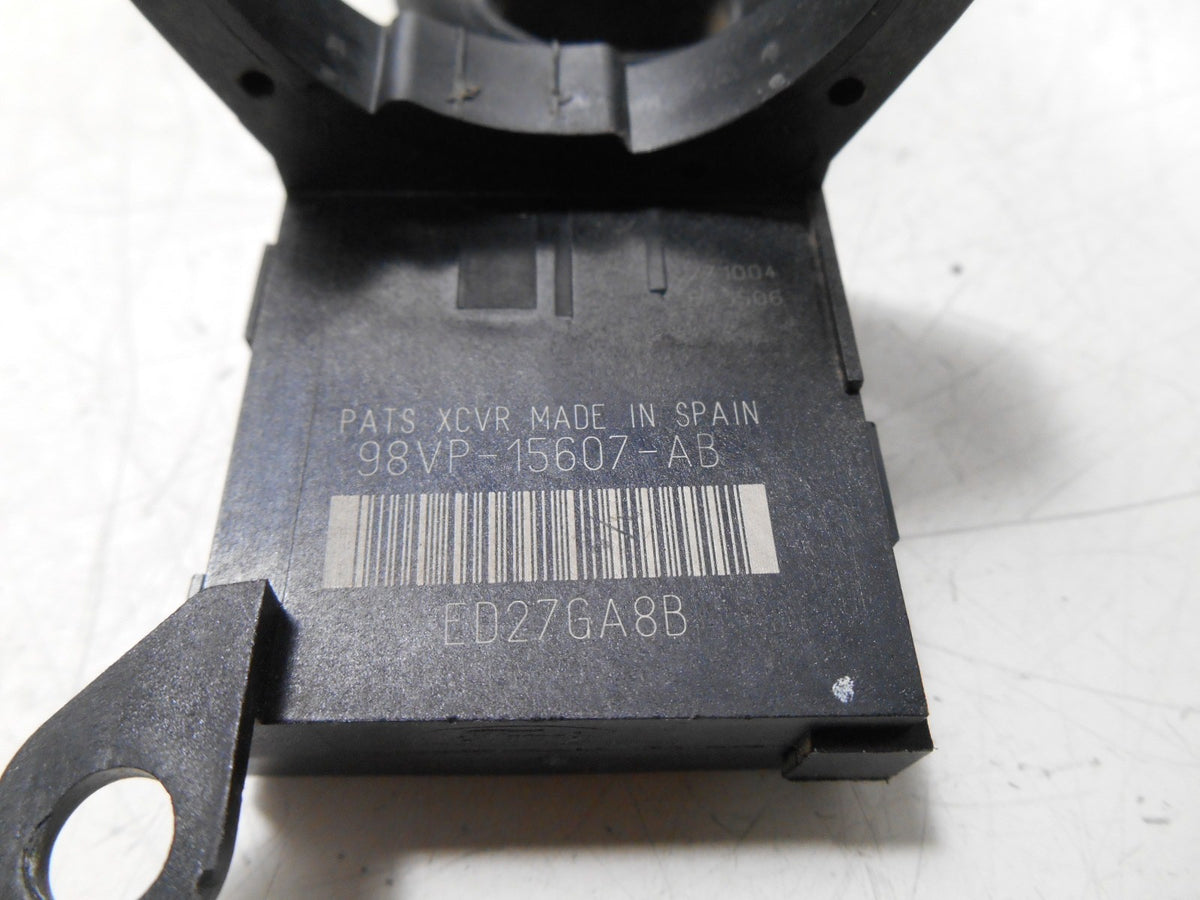 PATS XCVR MADE IN SPAIN
98VP-15607-AB
ED27GA8B